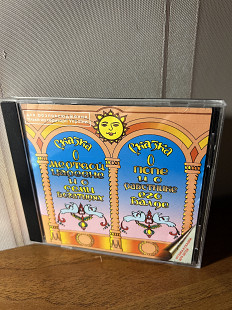 Сказка
О
мертвой
царевне
и о
семи
богатырях
Сказка
О
попе
и о
работнике
его
Балде